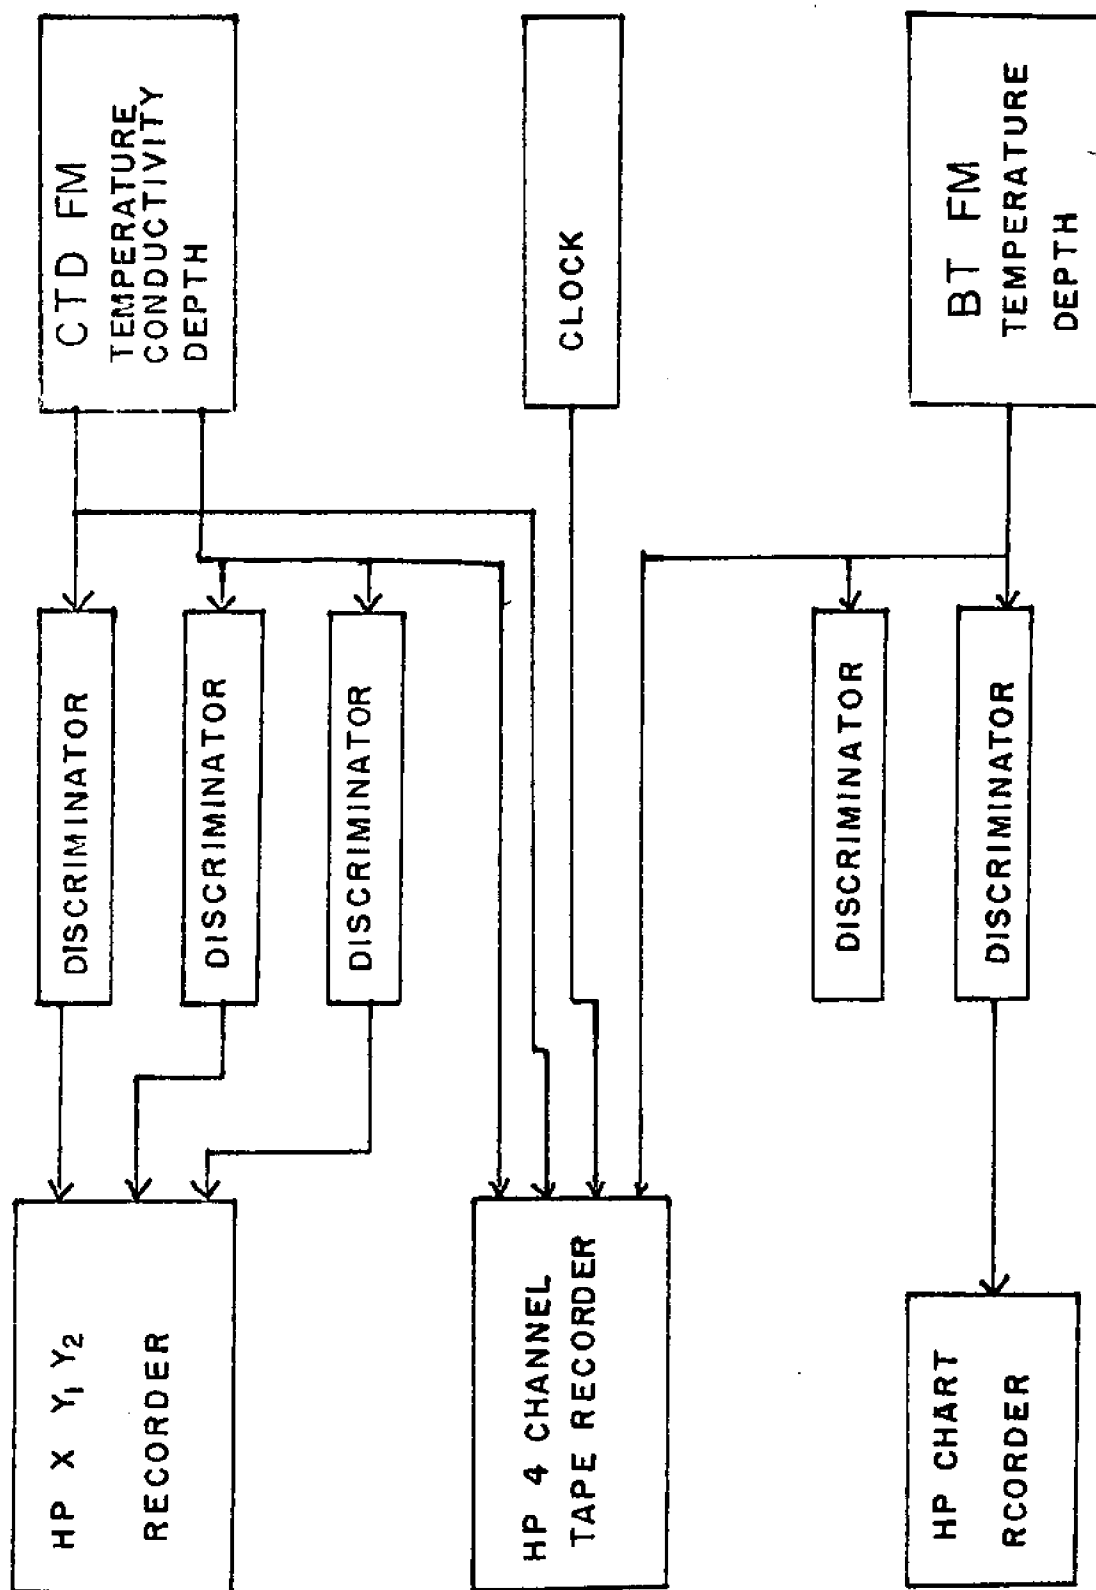 CTD FM
TEMPERATURE
CONDUCTIVITY
DEPTH
CLOCK
BT FM
TEMPERATURE
DEPTH
DISCRIMINATOR
DISCRIMINATOR
DISCRIMINATOR
DISCRIMINATOR
DISCRIMINATOR
HP X Y₁ Y₂
RECORDER
HP 4 CHANNEL
TAPE RECORDER
HP CHART
RCORDER